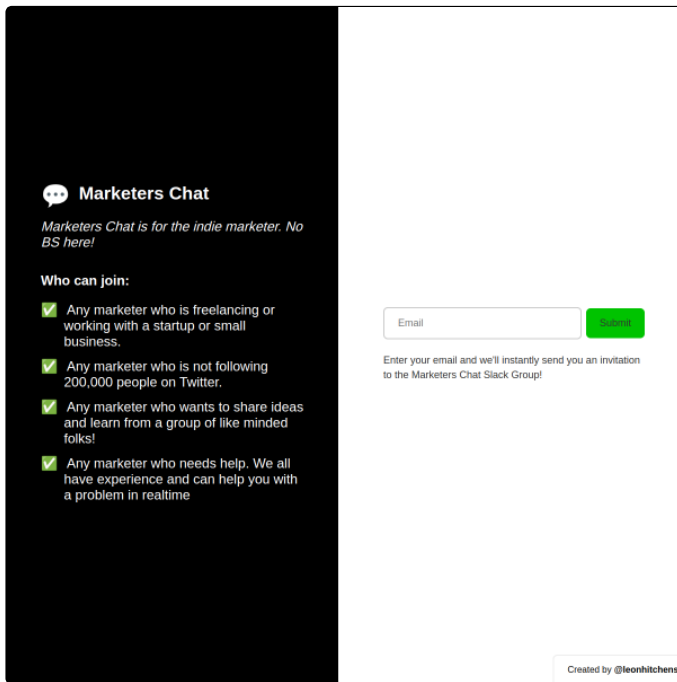 Marketers Chat
Marketers Chat is for the indie marketer. No
BS here!
Who can join:
Any marketer who is freelancing or
working with a startup or small
business.
Any marketer who is not following
200,000 people on Twitter.
Any marketer who wants to share ideas
and learn from a group of like minded
folks!
Any marketer who needs help. We all
have experience and can help you with
a problem in realtime
Email
Submit
Enter your email and we'll instantly send you an invitation
to the Marketers Chat Slack Group!
Created by @leonhitchens